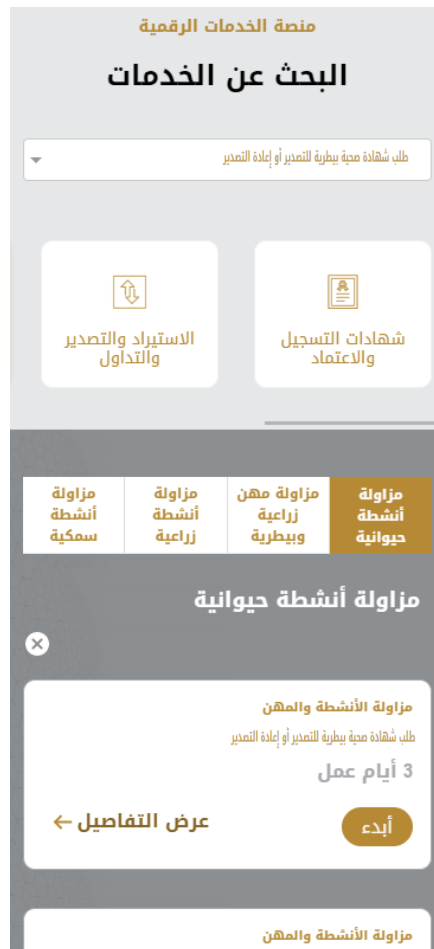 منصة الخدمات الرقمية
البحث عن الخدمات
طلب شهادة صحية بيطرية للتصدير أو إعادة التصدير
شهادات التسجيل
والاعتماد
الاستيراد والتصدير
والتداول
مزاولة
أنشطة
حيوانية
مزاولة مهن
زراعية
وبيطرية
مزاولة
أنشطة
زراعية
مزاولة
أنشطة
سمكية
مزاولة أنشطة حيوانية
مزاولة الأنشطة والمهن
طلب شهادة صحية بيطرية للتصدير أو إعادة التصدير
3 أيام عمل
أبدء
عرض التفاصيل
مزاولة الأنشطة والمهن